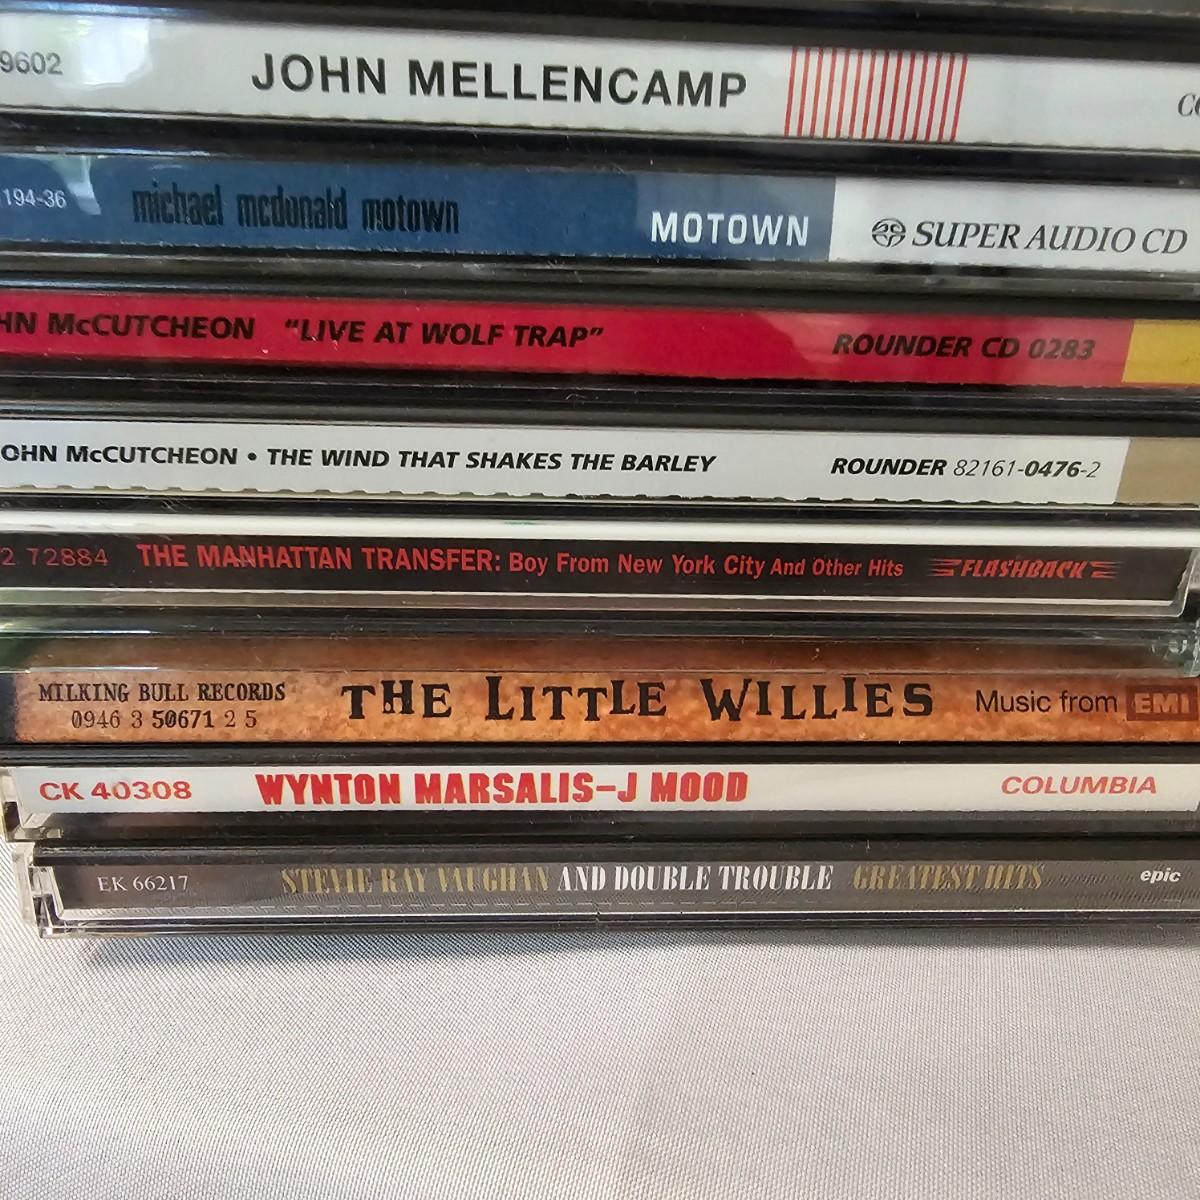 9602 JOHN MELLENCAMP
194-36 michael mcdonald motown MOTOWN SUPER AUDIO CD
HN McCUTCHEON "LIVE AT WOLF TRAP" ROUNDER CD 0283
OHN McCUTCHEON • THE WIND THAT SHAKES THE BARLEY ROUNDER 82161-0476-2
2 72884 THE MANHATTAN TRANSFER: Boy From New York City And Other Hits FLASHBACK
MILKING BULL RECORDS THE LITTLE WILLIES Music from EMI
0946 3 50671 2 5
CK 40308 WYNTON MARSALIS-J MOOD COLUMBIA
EK 66217 STEVIE RAY VAUGHAN AND DOUBLE TROUBLE GREATEST HITS epic